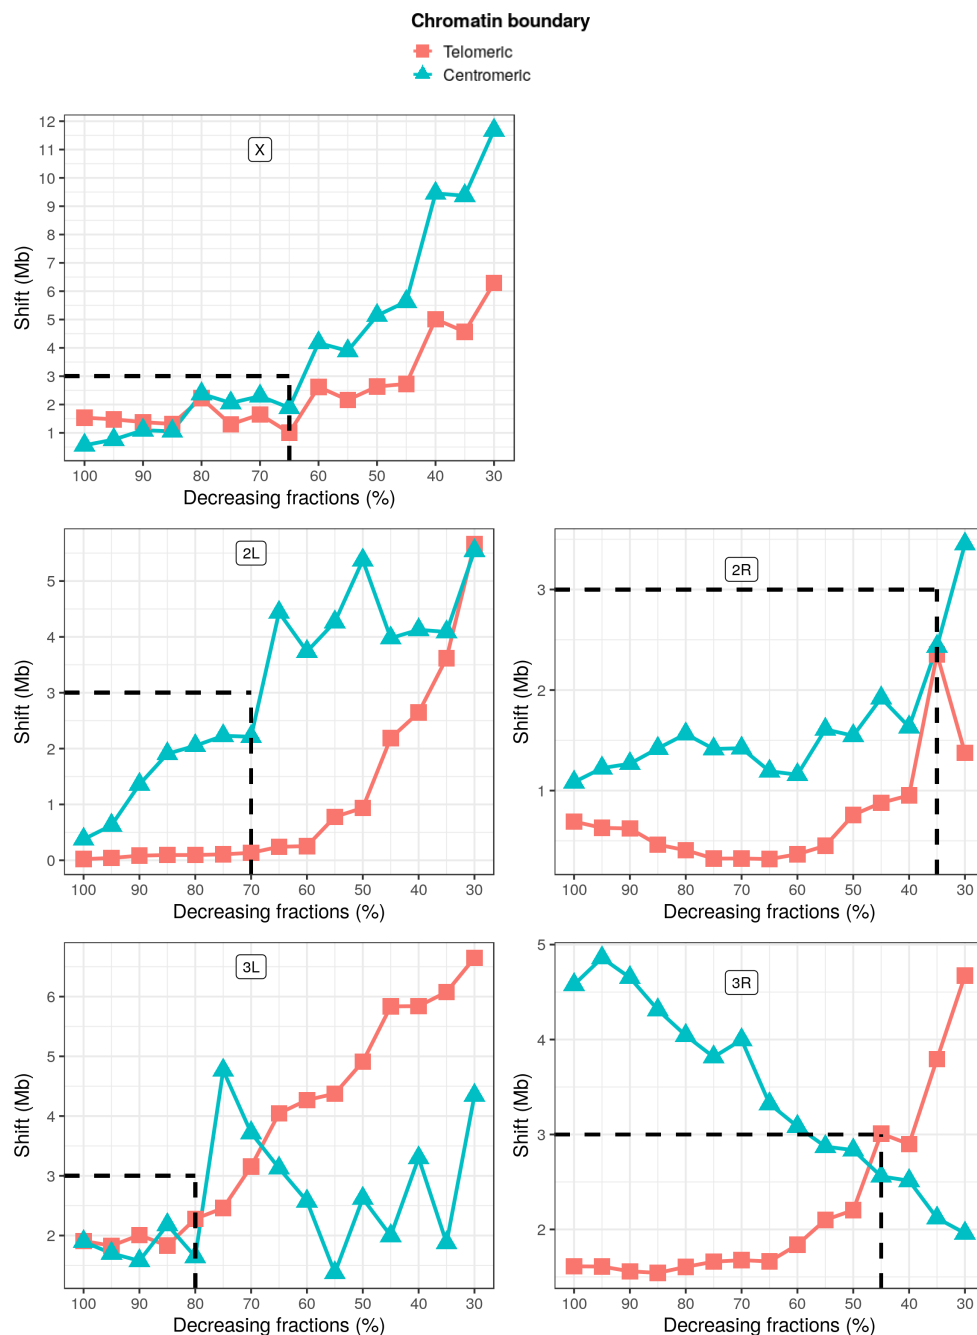 Chromatin boundary
Telomeric
Centromeric
12
11
10
9
8
7
6
5
4
3
2
1
Shift (Mb)
X
100 90 80 70 60 50 40 30
Decreasing fractions (%)
5
4
3
2
1
0
Shift (Mb)
2L
100 90 80 70 60 50 40 30
Decreasing fractions (%)
3
2
1
Shift (Mb)
2R
100 90 80 70 60 50 40 30
Decreasing fractions (%)
6
5
4
3
2
Shift (Mb)
3L
100 90 80 70 60 50 40 30
Decreasing fractions (%)
5
4
3
2
Shift (Mb)
3R
100 90 80 70 60 50 40 30
Decreasing fractions (%)